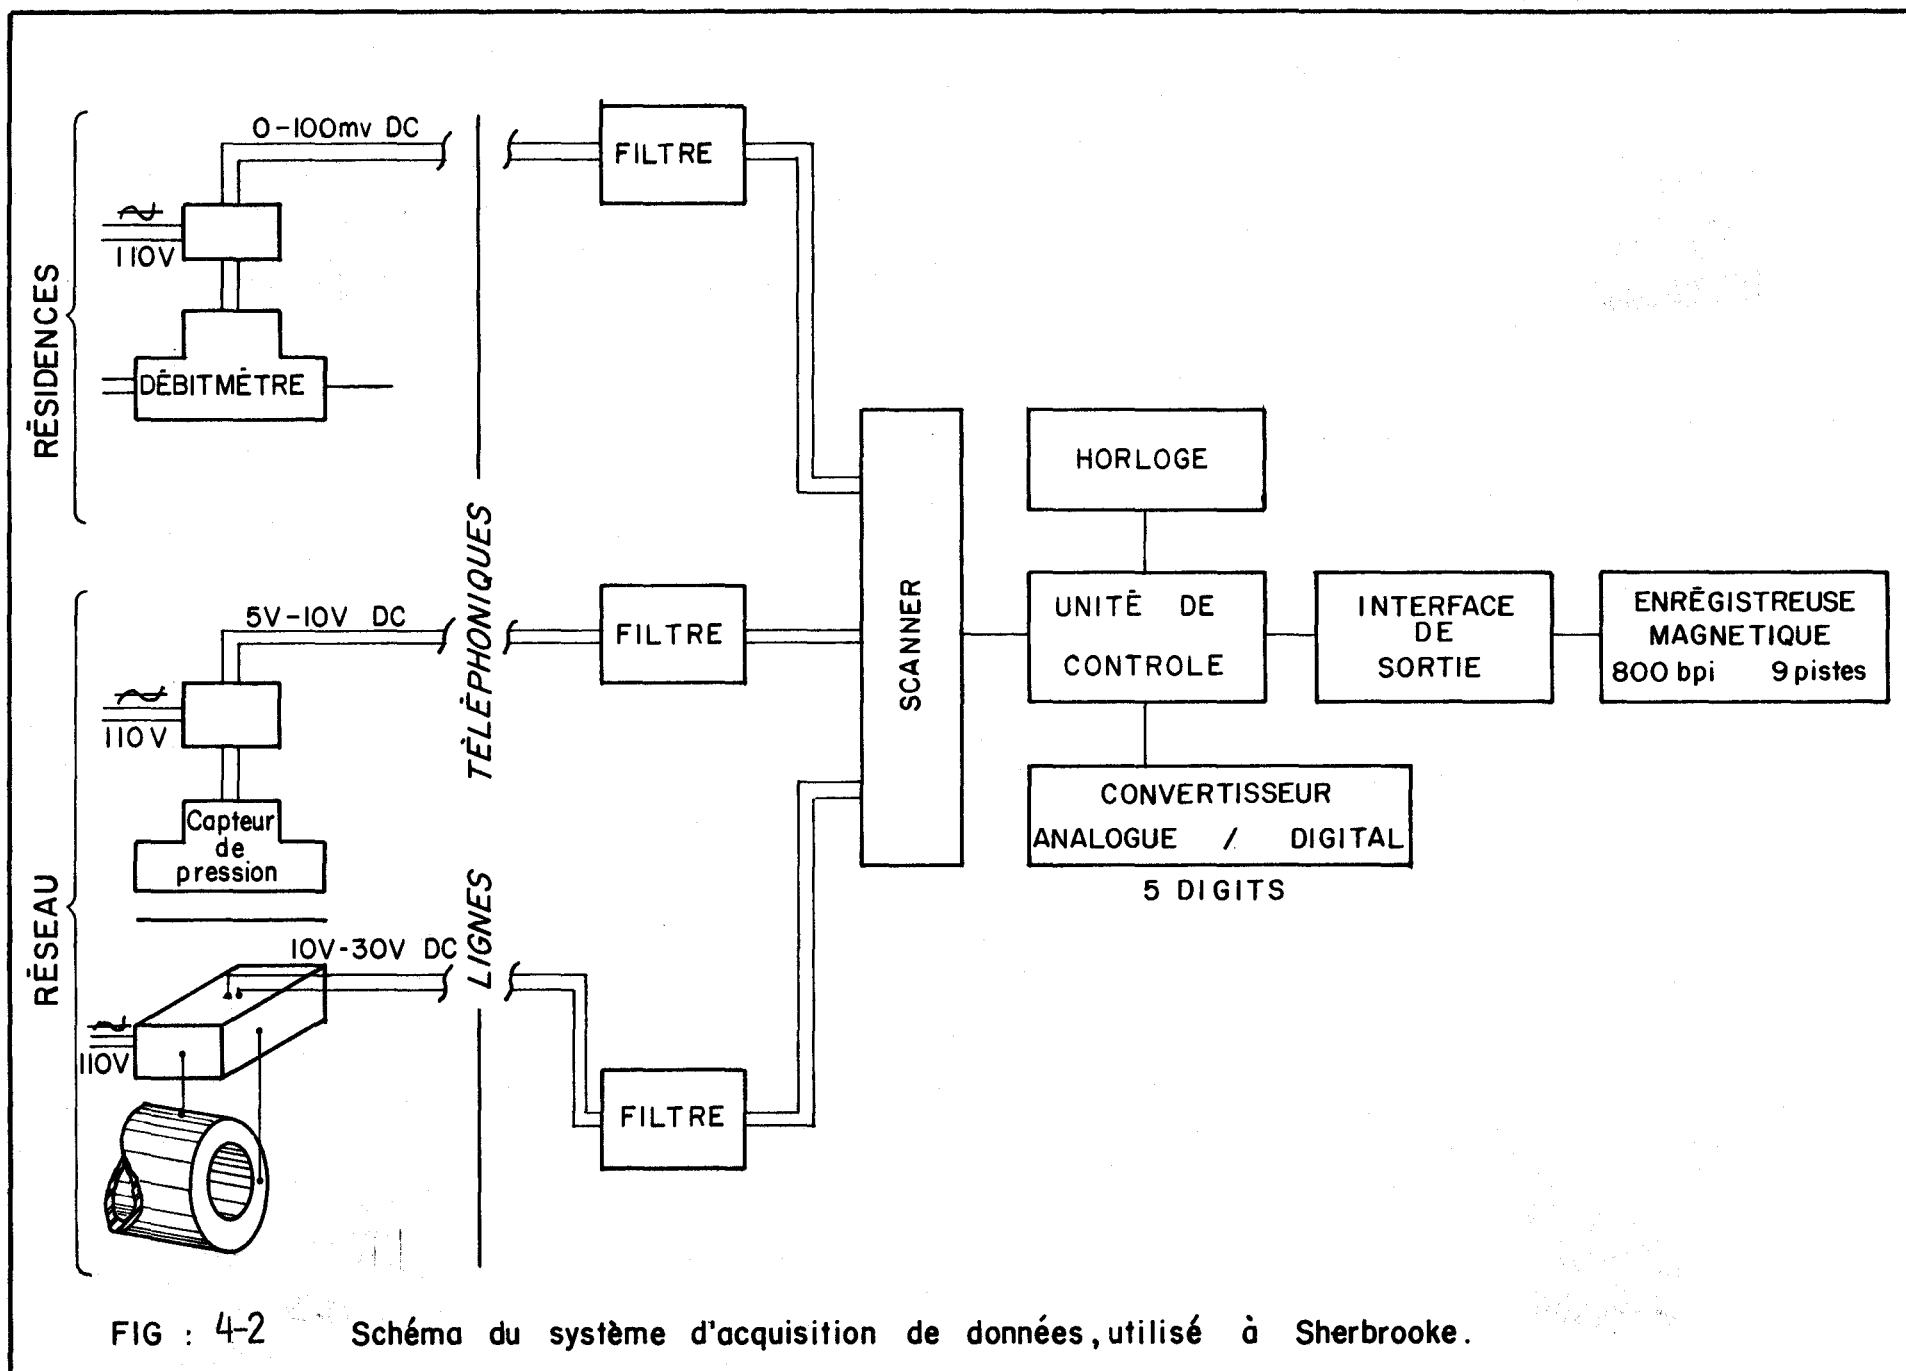 RÉSIDENCES
0-100mv DC
110V
DÉBITMÉTRE
FILTRE
RÉSEAU
5V-10V DC
110V
Capteur
de
pression
FILTRE
10V-30V DC
110V
FILTRE
LIGNES TÉLÉPHONIQUES
SCANNER
HORLOGE
UNITÉ DE
CONTROLE
CONVERTISSEUR
ANALOGUE / DIGITAL
5 DIGITS
INTERFACE
DE
SORTIE
ENRÉGISTREUSE
MAGNETIQUE
800 bpi 9 pistes
FIG : 4-2 Schéma du système d'acquisition de données, utilisé à Sherbrooke.